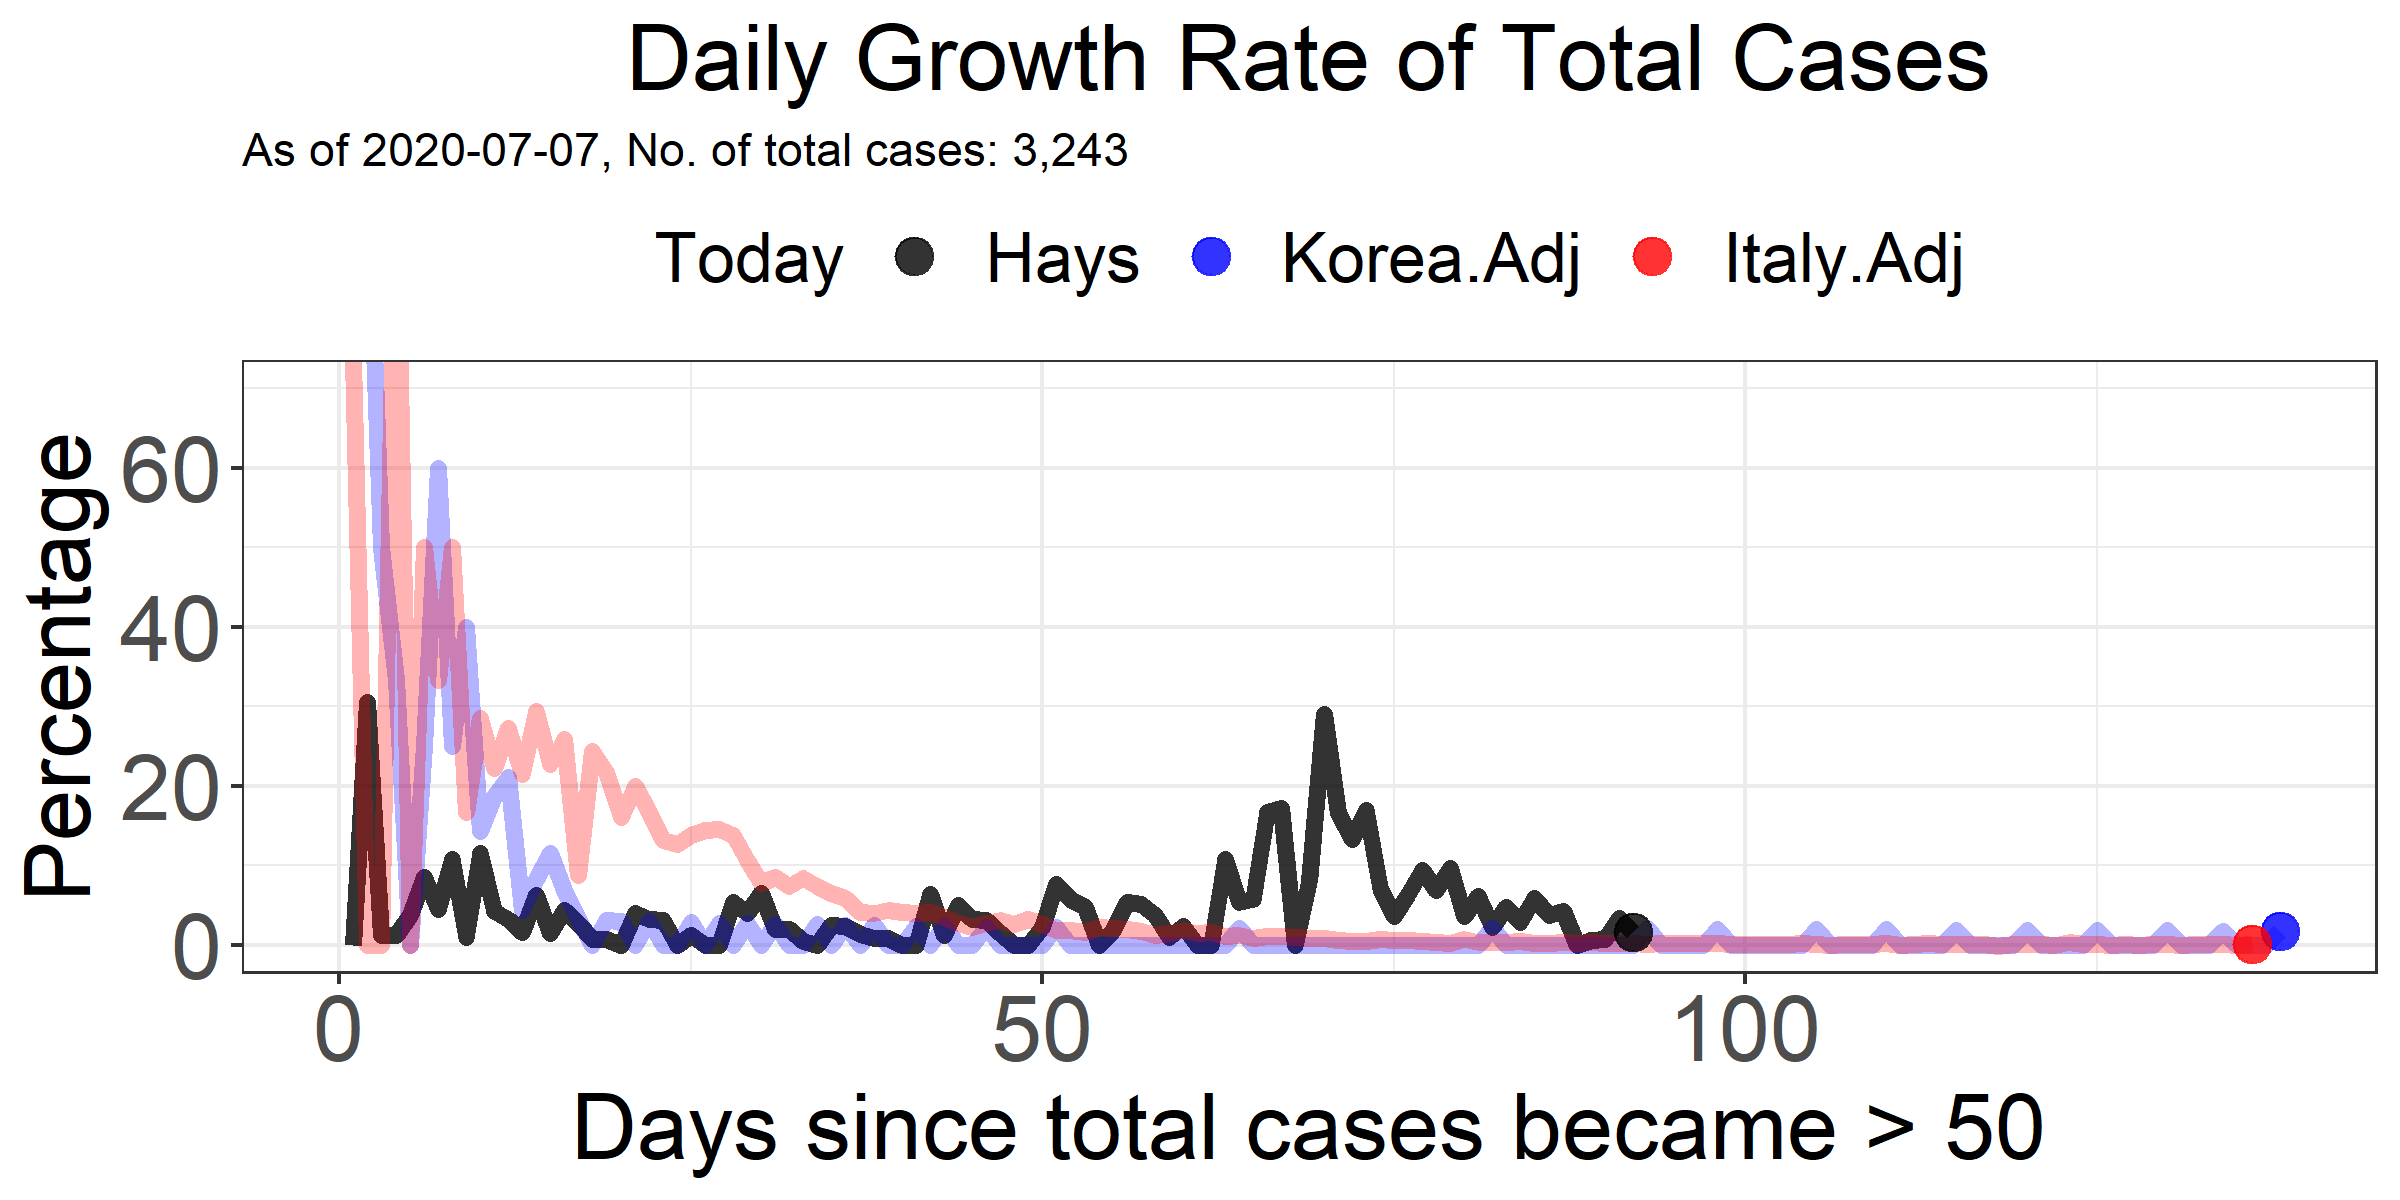 Daily Growth Rate of Total Cases
As of 2020-07-07, No. of total cases: 3,243
Today Hays Korea.Adj Italy.Adj
Percentage
60
40
20
0
0 50 100
Days since total cases became > 50